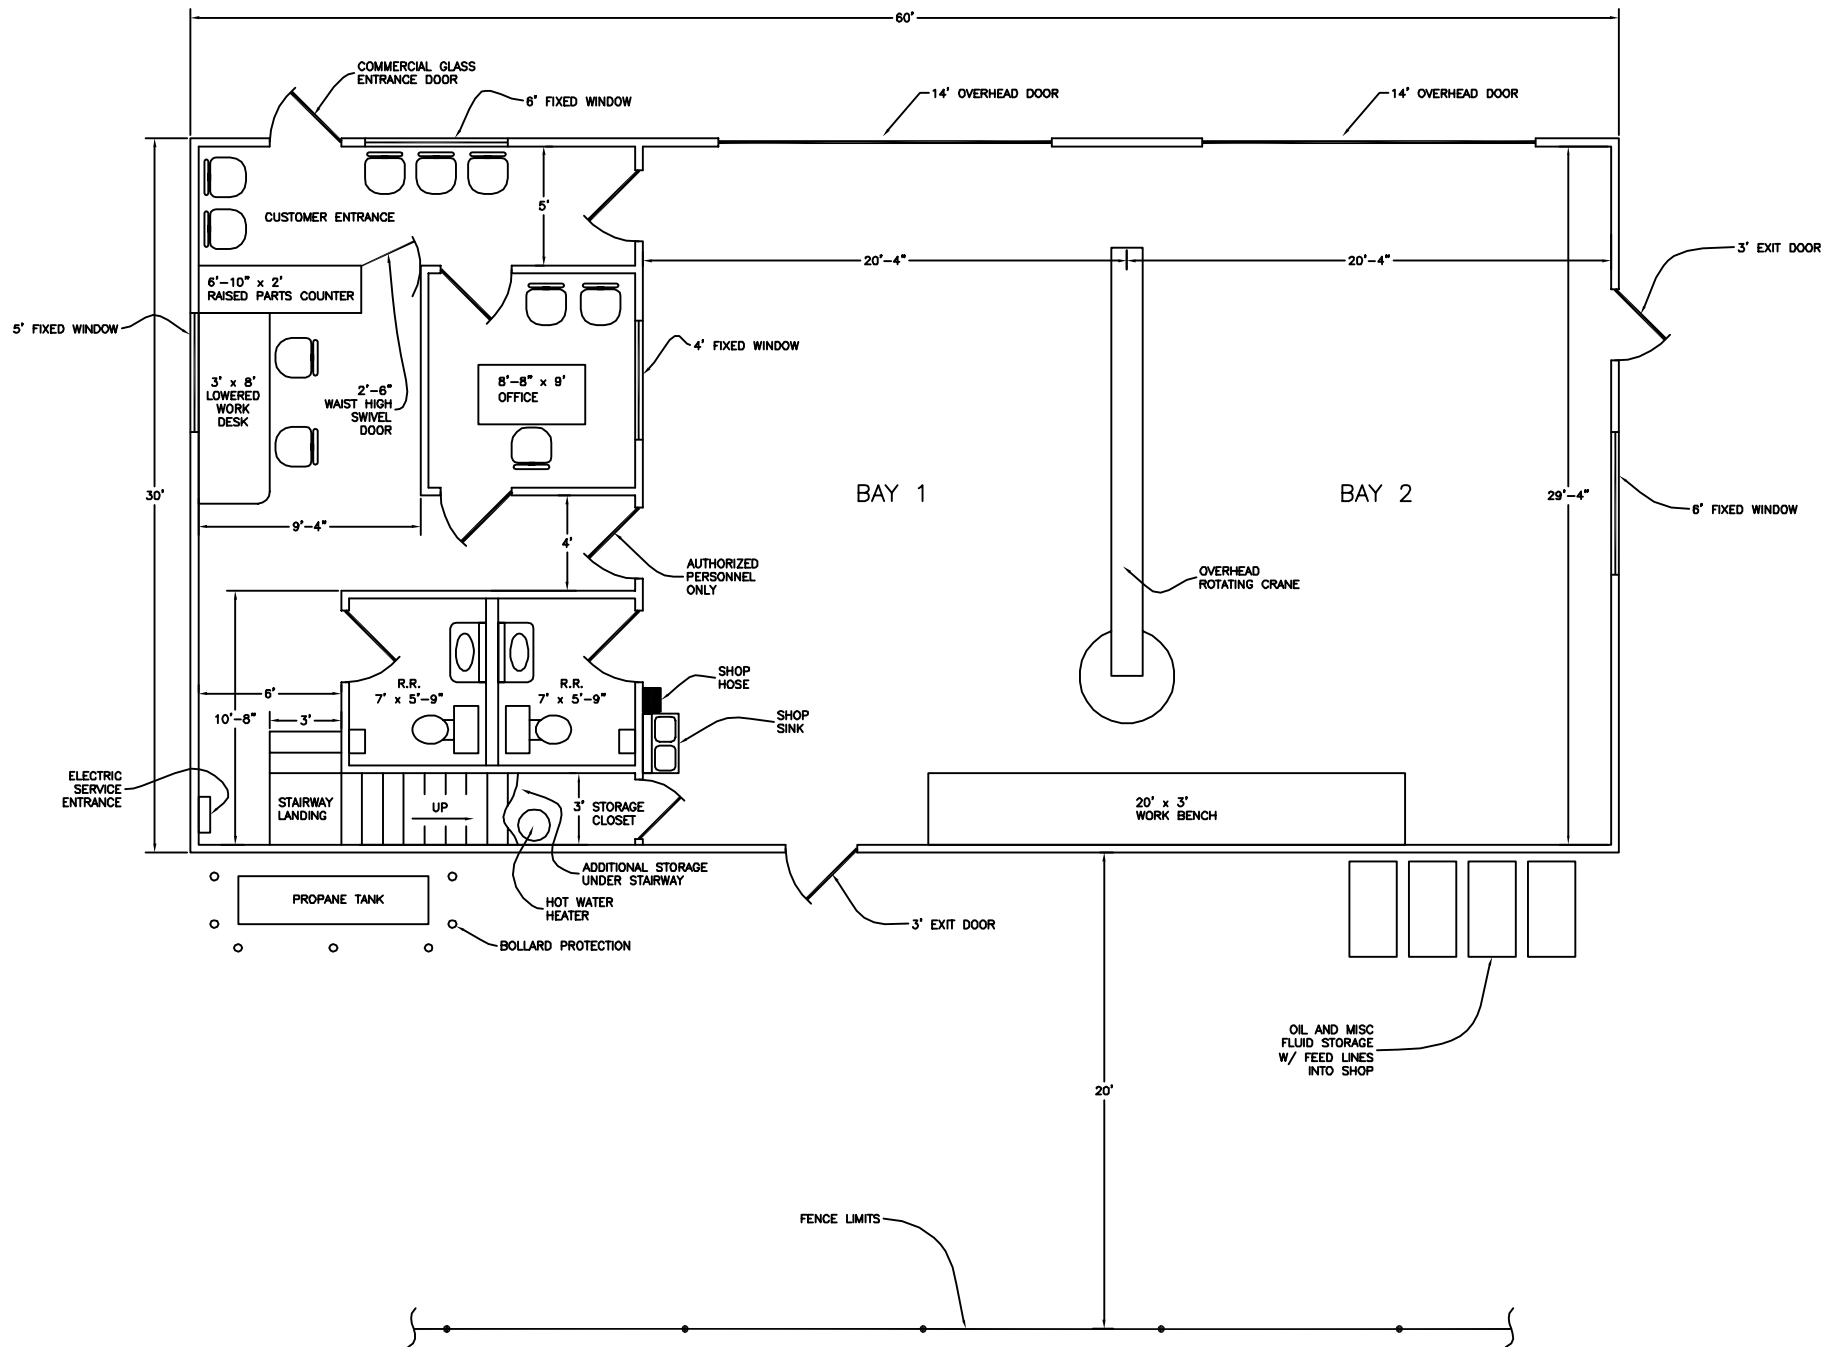 60'
COMMERCIAL GLASS
ENTRANCE DOOR
6' FIXED WINDOW
14' OVERHEAD DOOR
14' OVERHEAD DOOR
5'
CUSTOMER ENTRANCE
20'-4"
20'-4"
3' EXIT DOOR
6'-10" x 2'
RAISED PARTS COUNTER
5' FIXED WINDOW
4' FIXED WINDOW
3' x 8'
LOWERED
WORK
DESK
2'-6"
WAIST HIGH
SWIVEL
DOOR
8'-8" x 9'
OFFICE
30'
BAY 1
BAY 2
29'-4"
6' FIXED WINDOW
9'-4"
4'
AUTHORIZED
PERSONNEL
ONLY
OVERHEAD
ROTATING CRANE
SHOP
HOSE
6'
R.R.
7' x 5'-9"
R.R.
7' x 5'-9"
10'-8"
3'
SHOP
SINK
ELECTRIC
SERVICE
ENTRANCE
STAIRWAY
LANDING
UP
3' STORAGE
CLOSET
20' x 3'
WORK BENCH
ADDITIONAL STORAGE
UNDER STAIRWAY
PROPANE TANK
HOT WATER
HEATER
3' EXIT DOOR
BOLLARD PROTECTION
OIL AND MISC
FLUID STORAGE
W/ FEED LINES
INTO SHOP
20'
FENCE LIMITS